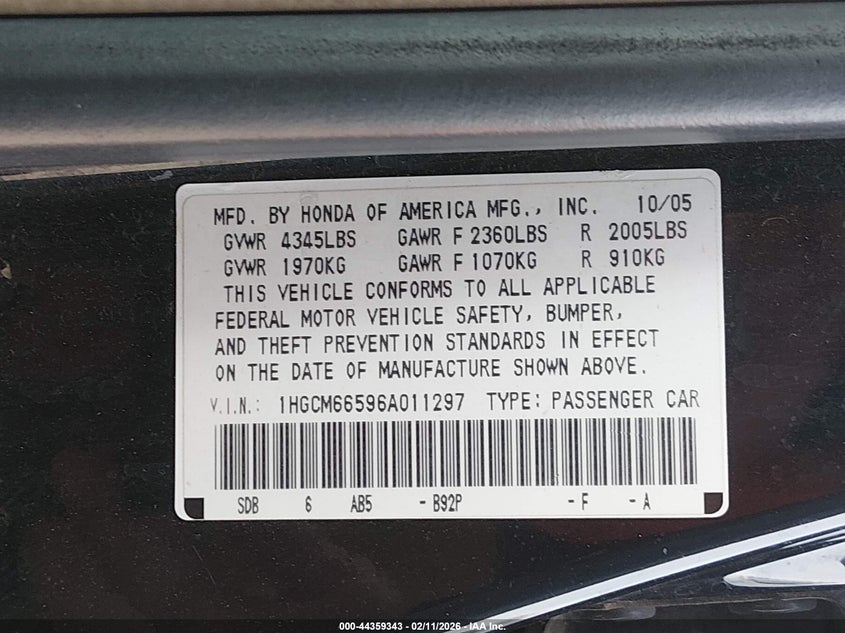 MFD. BY HONDA OF AMERICA MFG., INC. 10/05
GVWR 4345LBS GAWR F 2360LBS R 2005LBS
GVWR 1970KG GAWR F 1070KG R 910KG
THIS VEHICLE CONFORMS TO ALL APPLICABLE
FEDERAL MOTOR VEHICLE SAFETY, BUMPER,
AND THEFT PREVENTION STANDARDS IN EFFECT
ON THE DATE OF MANUFACTURE SHOWN ABOVE.
V.I.N.: 1HGCM66596A011297 TYPE: PASSENGER CAR
SDB 6 AB5 - B92P - F - A
000-44359343 - 02/11/2026 - IAA Inc.